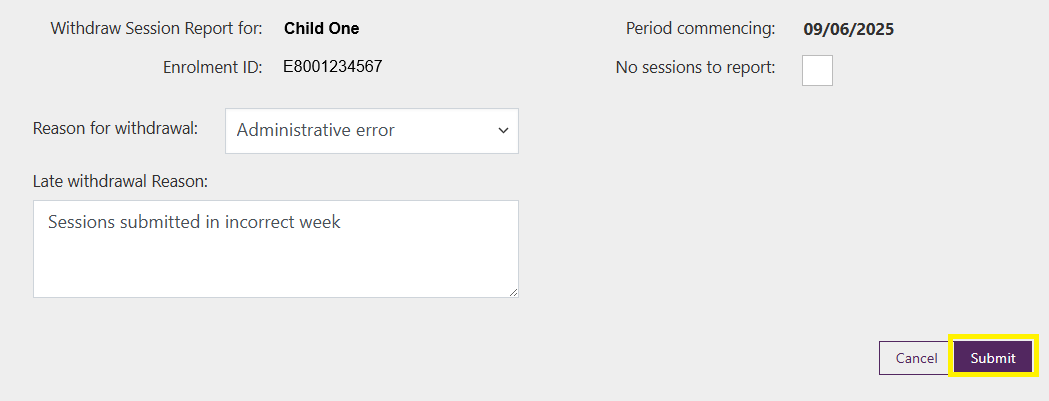 Withdraw Session Report for: Child One Period commencing: 09/06/2025
Enrolment ID: E8001234567 No sessions to report:
Reason for withdrawal: Administrative error
Late withdrawal Reason:
Sessions submitted in incorrect week
Cancel Submit